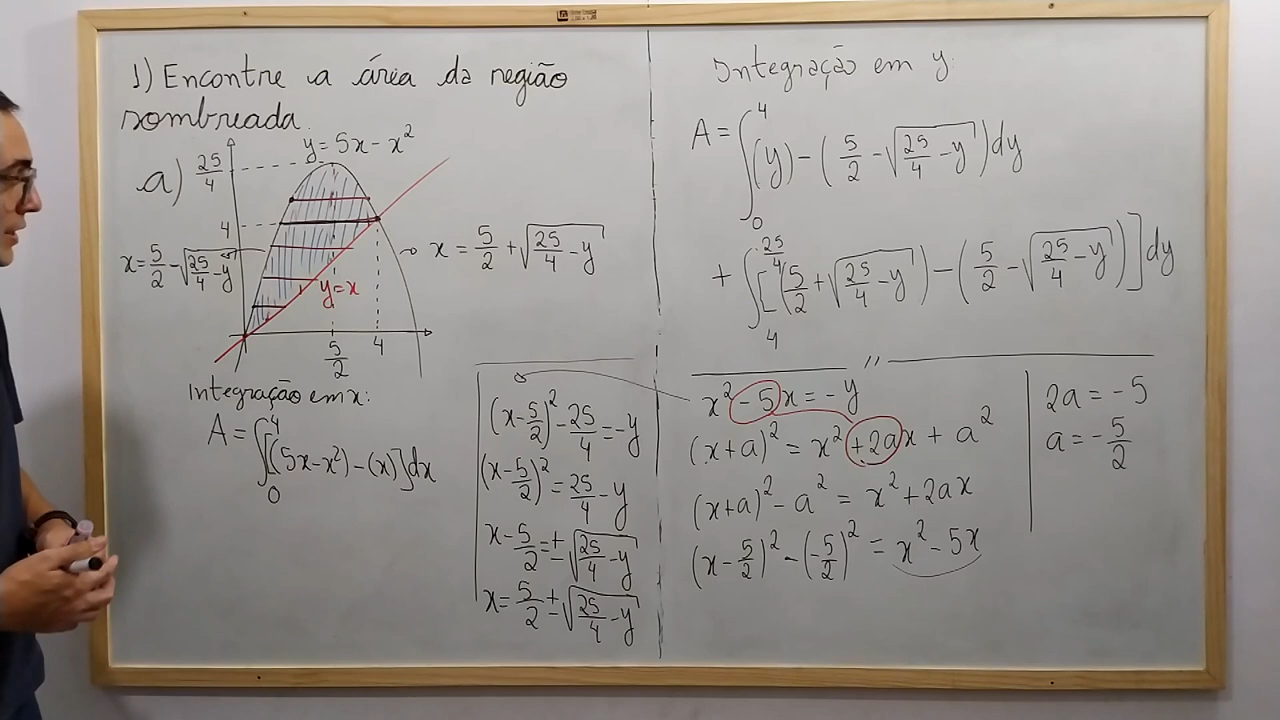 1) Encontre a área da região
sombreada.
a)
y = 5x - x²
25/4
4
x = 5/2 - √(25/4 - y)
x = 5/2 + √(25/4 - y)
y = x
5/2
4
Integração em x:
A = ∫₀⁴ [(5x - x²) - (x)] dx
(x - 5/2)² - 25/4 = -y
(x - 5/2)² = 25/4 - y
x - 5/2 = ± √(25/4 - y)
x = 5/2 ± √(25/4 - y)
Integração em y:
A = ∫₀⁴ (y) - (5/2 - √(25/4 - y)) dy
+ ∫₄^(25/4) [(5/2 + √(25/4 - y)) - (5/2 - √(25/4 - y))] dy
x² - 5x = -y
(x + a)² = x² + 2ax + a²
(x + a)² - a² = x² + 2ax
(x - 5/2)² - (-5/2)² = x² - 5x
2a = -5
a = -5/2